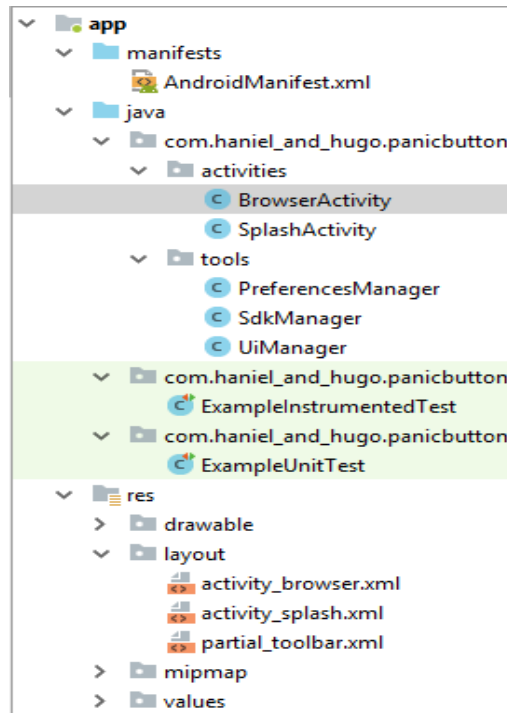 app
manifests
AndroidManifest.xml
java
com.haniel_and_hugo.panicbutton
activities
BrowserActivity
SplashActivity
tools
PreferencesManager
SdkManager
UiManager
com.haniel_and_hugo.panicbutton
ExampleInstrumentedTest
com.haniel_and_hugo.panicbutton
ExampleUnitTest
res
drawable
layout
activity_browser.xml
activity_splash.xml
partial_toolbar.xml
mipmap
values